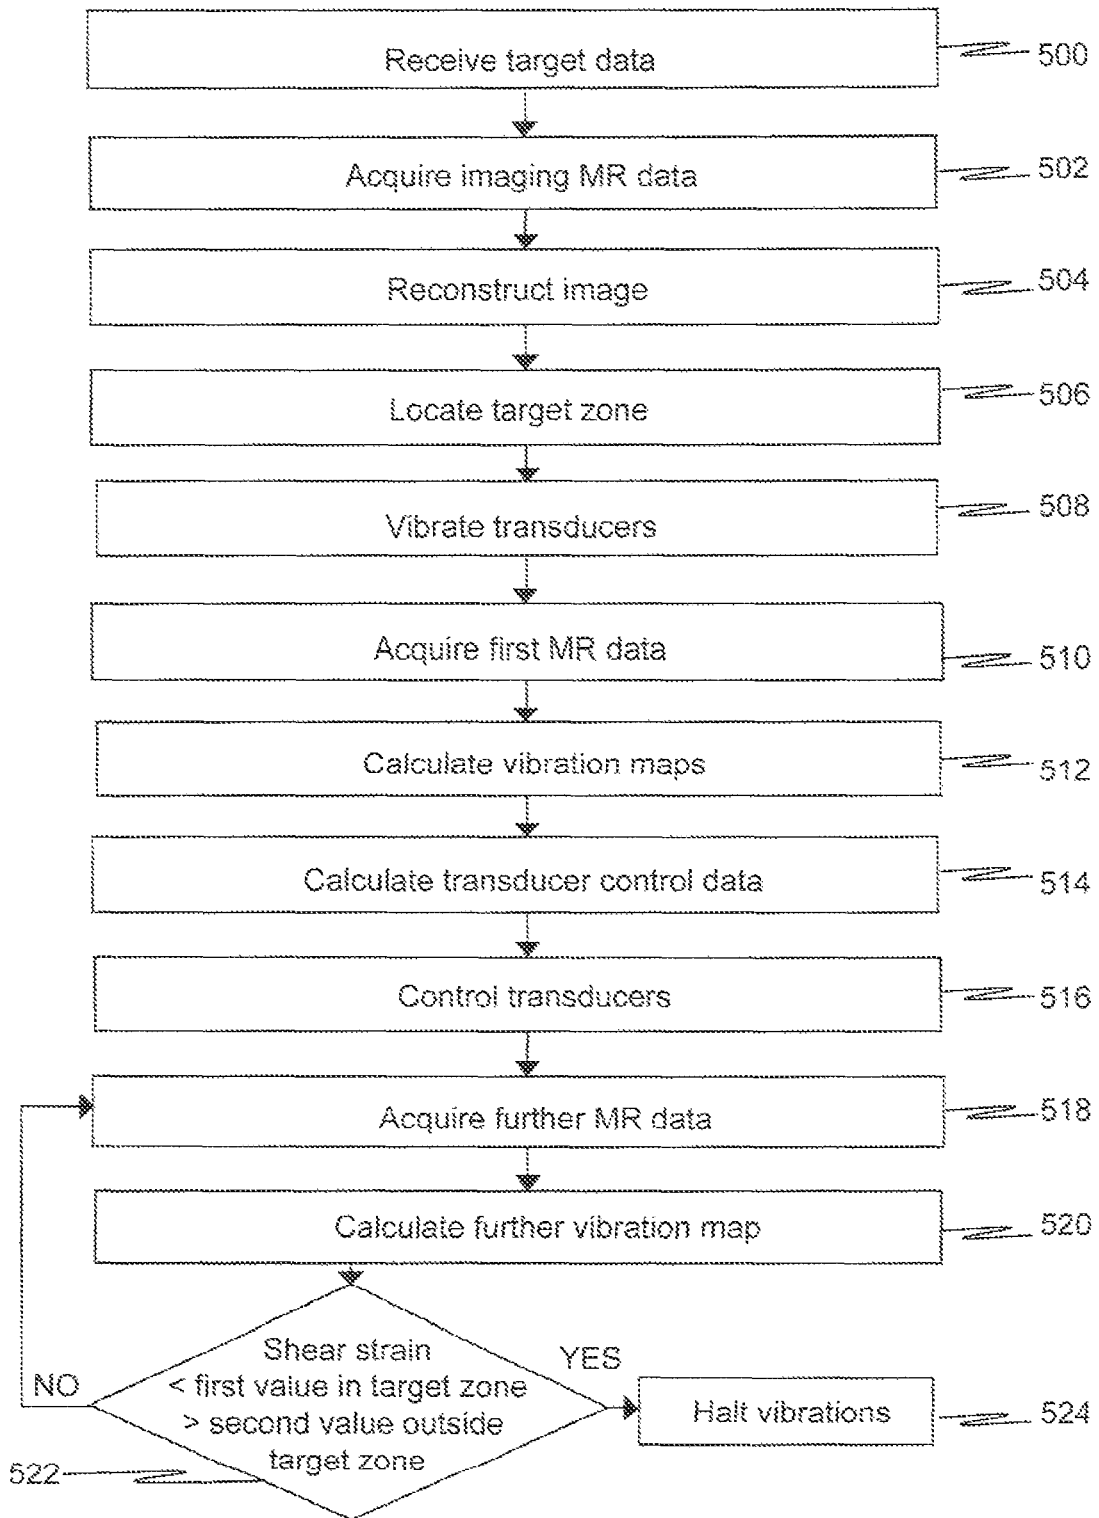 Receive target data
500
Acquire imaging MR data
502
Reconstruct image
504
Locate target zone
506
Vibrate transducers
508
Acquire first MR data
510
Calculate vibration maps
512
Calculate transducer control data
514
Control transducers
516
Acquire further MR data
518
Calculate further vibration map
520
Shear strain
< first value in target zone
> second value outside
target zone
NO
YES
Halt vibrations
524
522